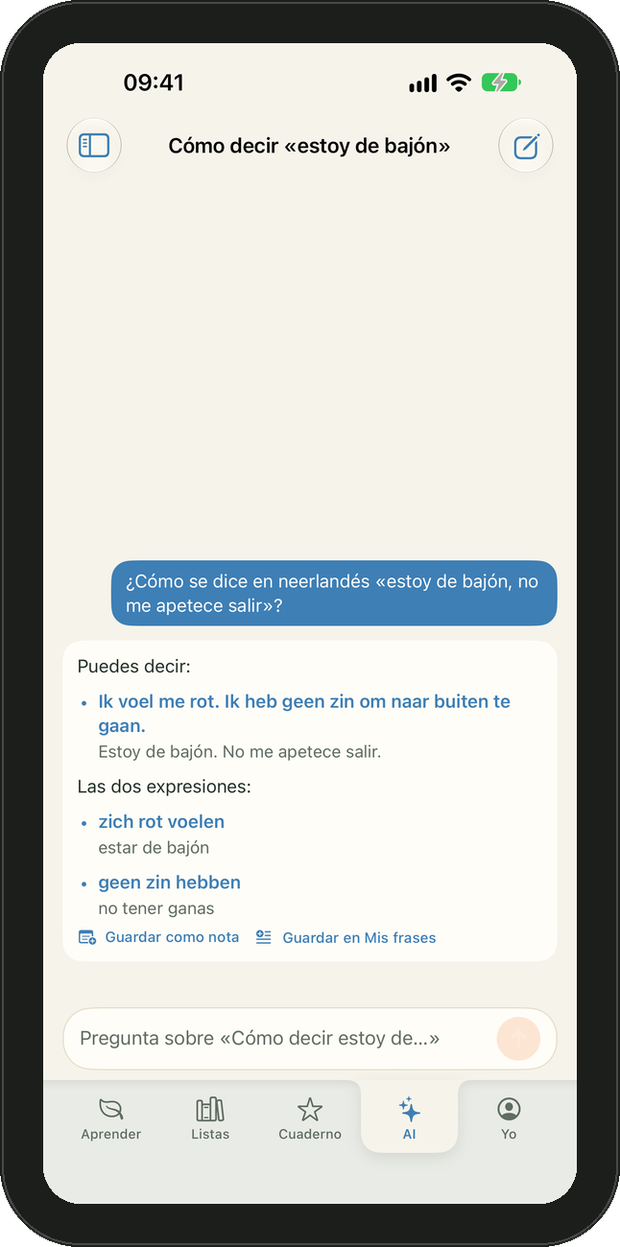 09:41
Cómo decir «estoy de bajón»
¿Cómo se dice en neerlandés «estoy de bajón, no
me apetece salir»?
Puedes decir:
• Ik voel me rot. Ik heb geen zin om naar buiten te
gaan.
Estoy de bajón. No me apetece salir.
Las dos expresiones:
• zich rot voelen
estar de bajón
• geen zin hebben
no tener ganas
Guardar como nota Guardar en Mis frases
Pregunta sobre «Cómo decir estoy de...»
Aprender Listas Cuaderno AI Yo